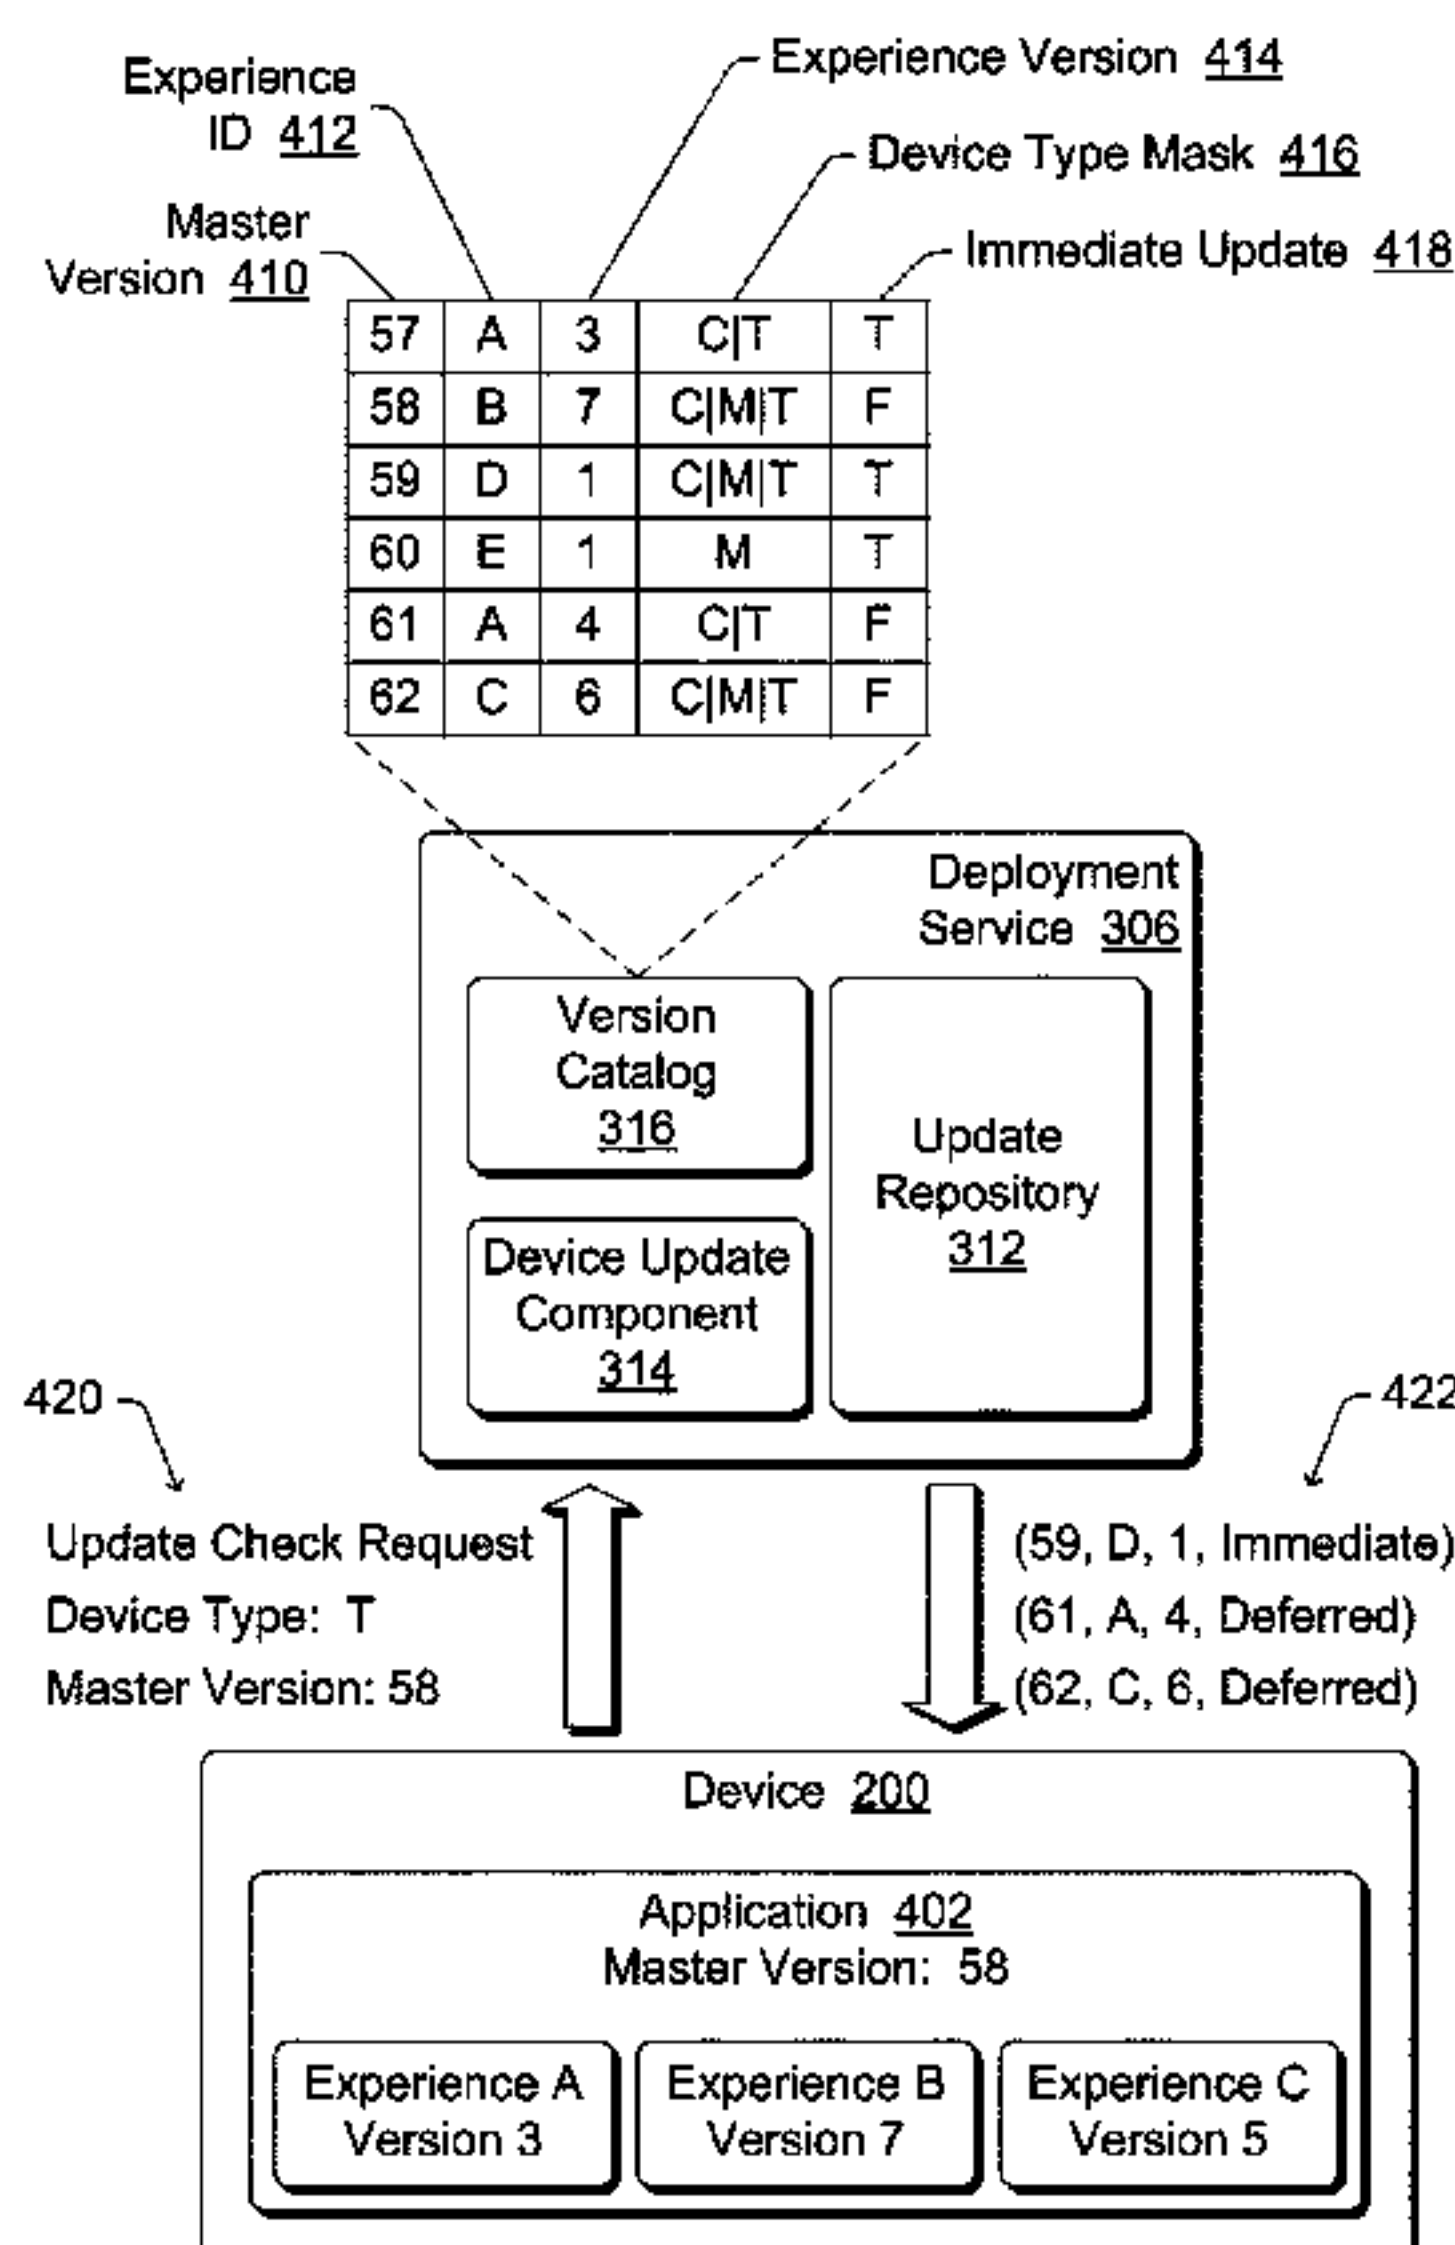 Experience Version 414
Experience
ID 412
Device Type Mask 416
Master
Version 410
Immediate Update 418
57 A 3 C|T T
58 B 7 C|M|T F
59 D 1 C|M|T T
60 E 1 M T
61 A 4 C|T F
62 C 6 C|M|T F
Deployment
Service 306
Version
Catalog
316
Update
Repository
312
Device Update
Component
314
420
422
Update Check Request
Device Type: T
Master Version: 58
(59, D, 1, Immediate)
(61, A, 4, Deferred)
(62, C, 6, Deferred)
Device 200
Application 402
Master Version: 58
Experience A
Version 3
Experience B
Version 7
Experience C
Version 5